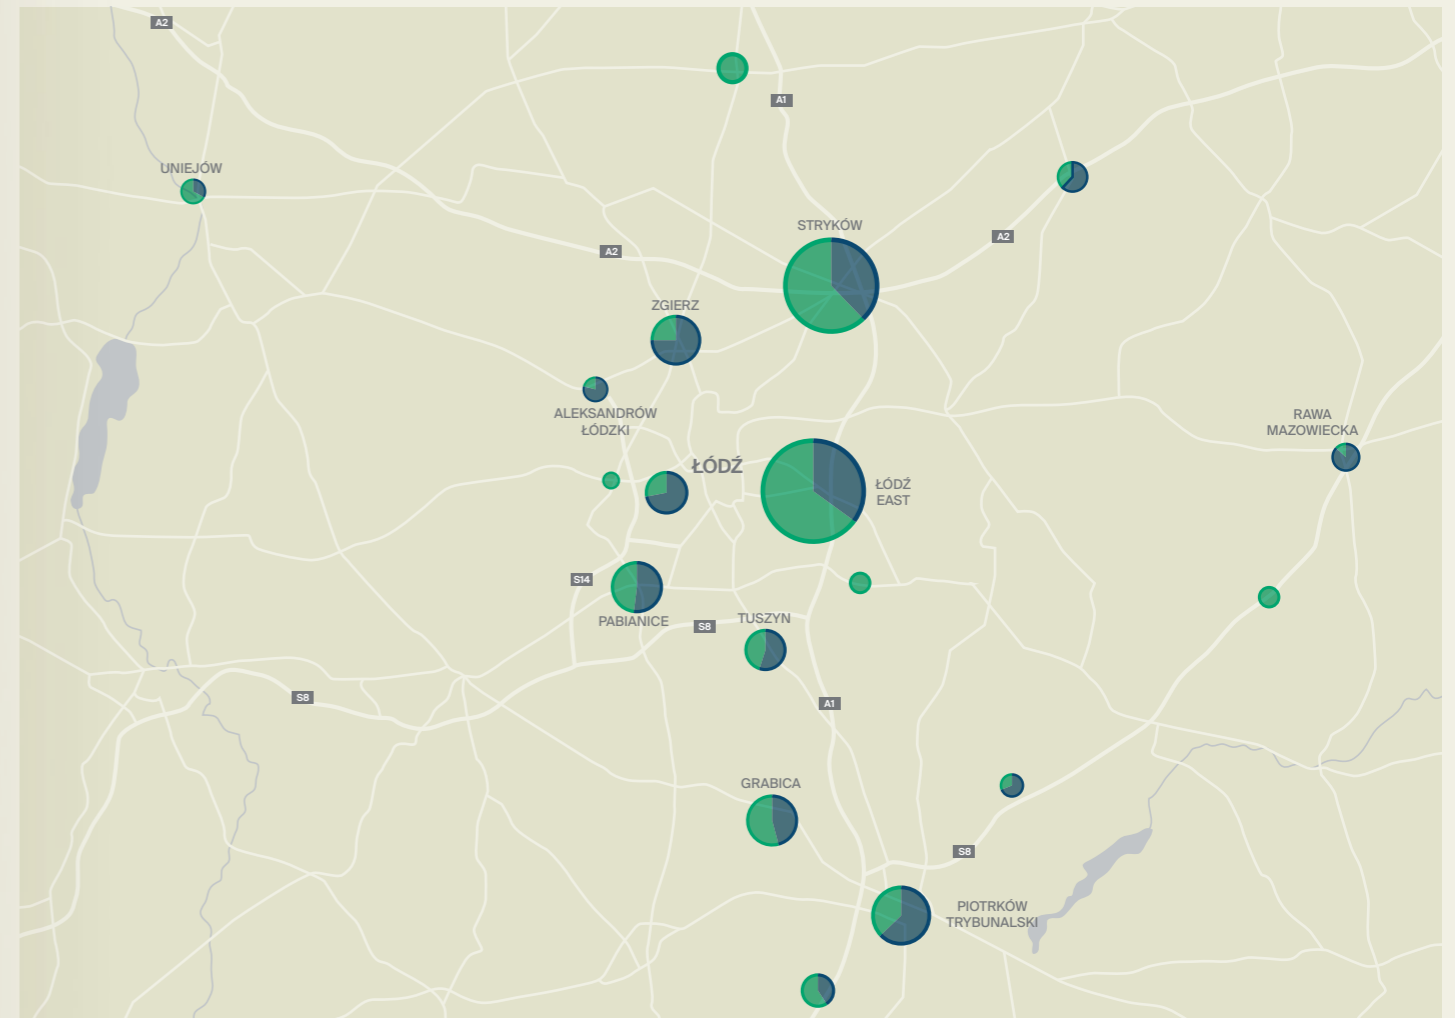 A2
A1
UNIEJÓW
STRYKÓW
A2
A2
ZGIERZ
ALEKSANDRÓW
ŁÓDZKI
RAWA
MAZOWIECKA
ŁÓDŹ
ŁÓDŹ
EAST
S14
PABIANICE
TUSZYN
S8
S8
A1
GRABICA
S8
PIOTRKÓW
TRYBUNALSKI